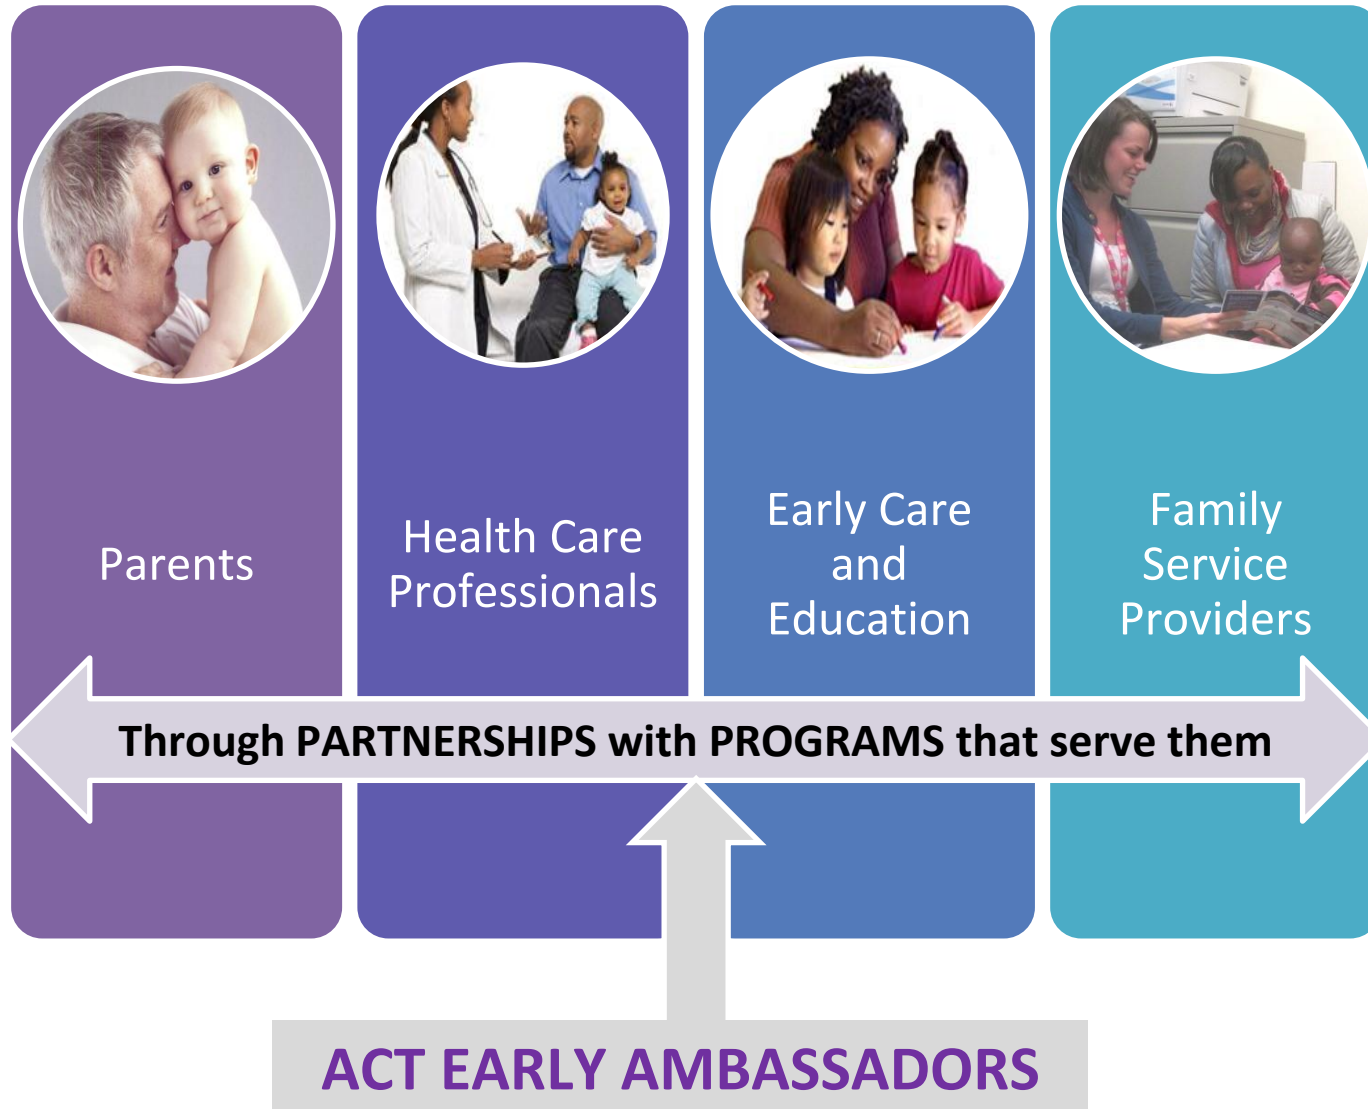 Parents
Health Care
Professionals
Early Care
and
Education
Family
Service
Providers
Through PARTNERSHIPS with PROGRAMS that serve them
ACT EARLY AMBASSADORS